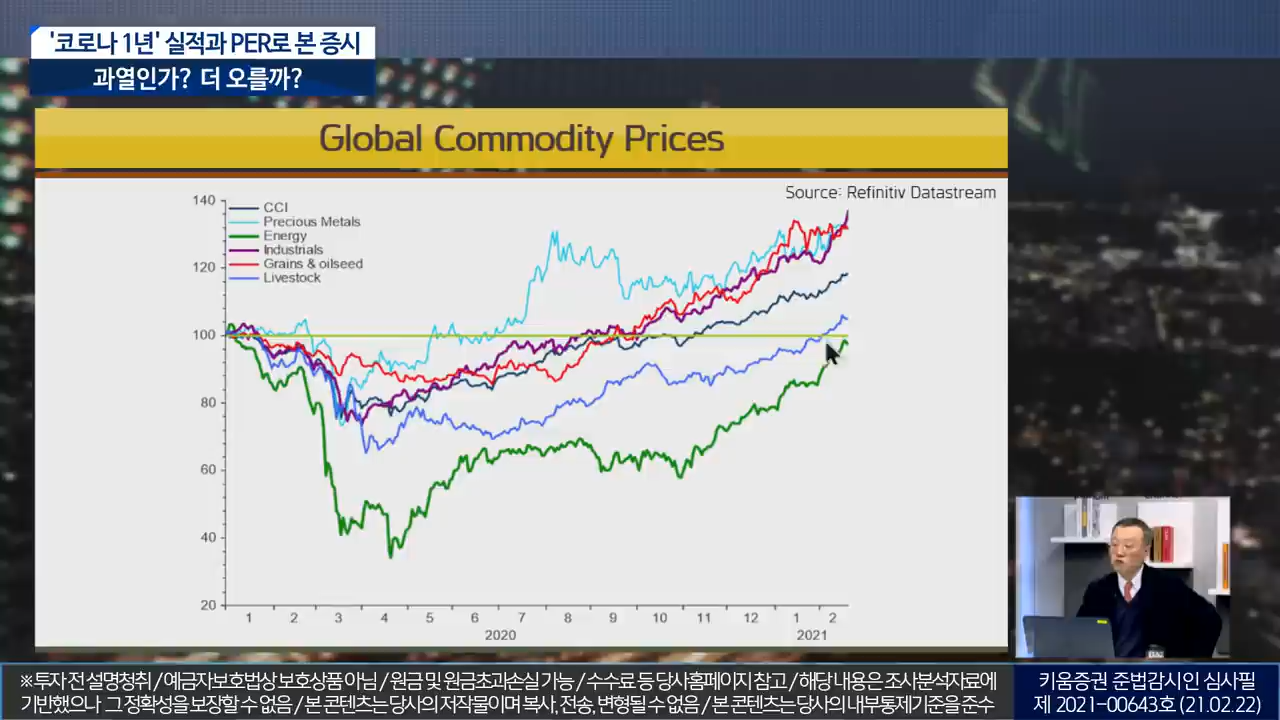 '코로나 1년' 실적과 PER로 본 증시
과열인가? 더 오를까?
Global Commodity Prices
Source: Refinitiv Datastream
CCI
Precious Metals
Energy
Industrials
Grains & oilseed
Livestock
140
120
100
80
60
40
20
1 2 3 4 5 6 7 8 9 10 11 12 1 2
2020 2021
※ 투자 전 설명청취 / 예금자보호법상 보호상품 아님 / 원금 및 원금초과손실 가능 / 수수료 등 당사홈페이지 참고 / 해당 내용은 조사분석자료에
기반했으나 그 정확성을 보장할 수 없음 / 본 콘텐츠는 당사의 저작물이며 복사, 전송, 변형될 수 없음 / 본 콘텐츠는 당사의 내부통제기준을 준수
키움증권 준법감시인 심사필
제 2021-00643호 (21.02.22)